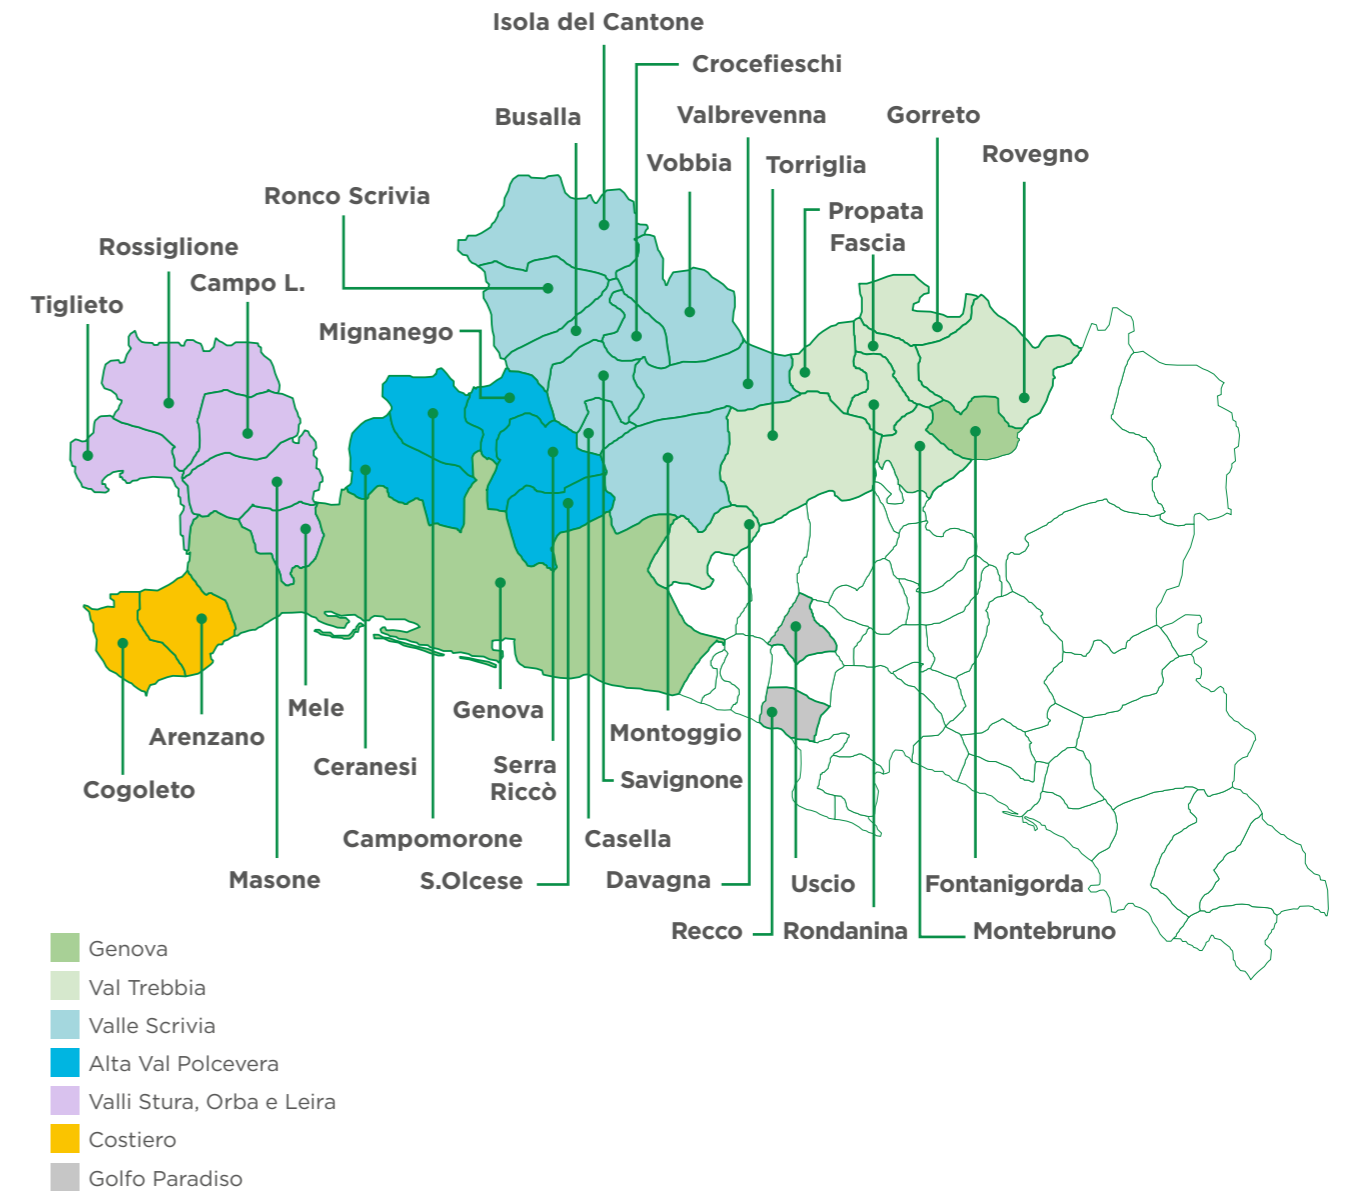 Isola del Cantone
Crocefieschi
Busalla
Valbrevenna
Gorreto
Vobbia
Torriglia
Rovegno
Ronco Scrivia
Propata
Fascia
Rossiglione
Campo L.
Tiglieto
Mignanego
Mele
Genova
Arenzano
Montoggio
Ceranesi
Serra
Riccò
Savignone
Cogoleto
Campomorone
Casella
Masone
S.Olcese
Davagna
Uscio
Fontanigorda
Recco
Rondanina
Montebruno
Genova
Val Trebbia
Valle Scrivia
Alta Val Polcevera
Valli Stura, Orba e Leira
Costiero
Golfo Paradiso